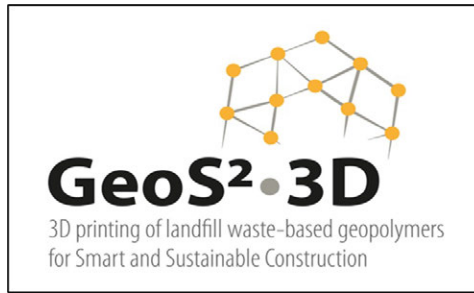 GeoS²•3D
3D printing of landfill waste-based geopolymers
for Smart and Sustainable Construction